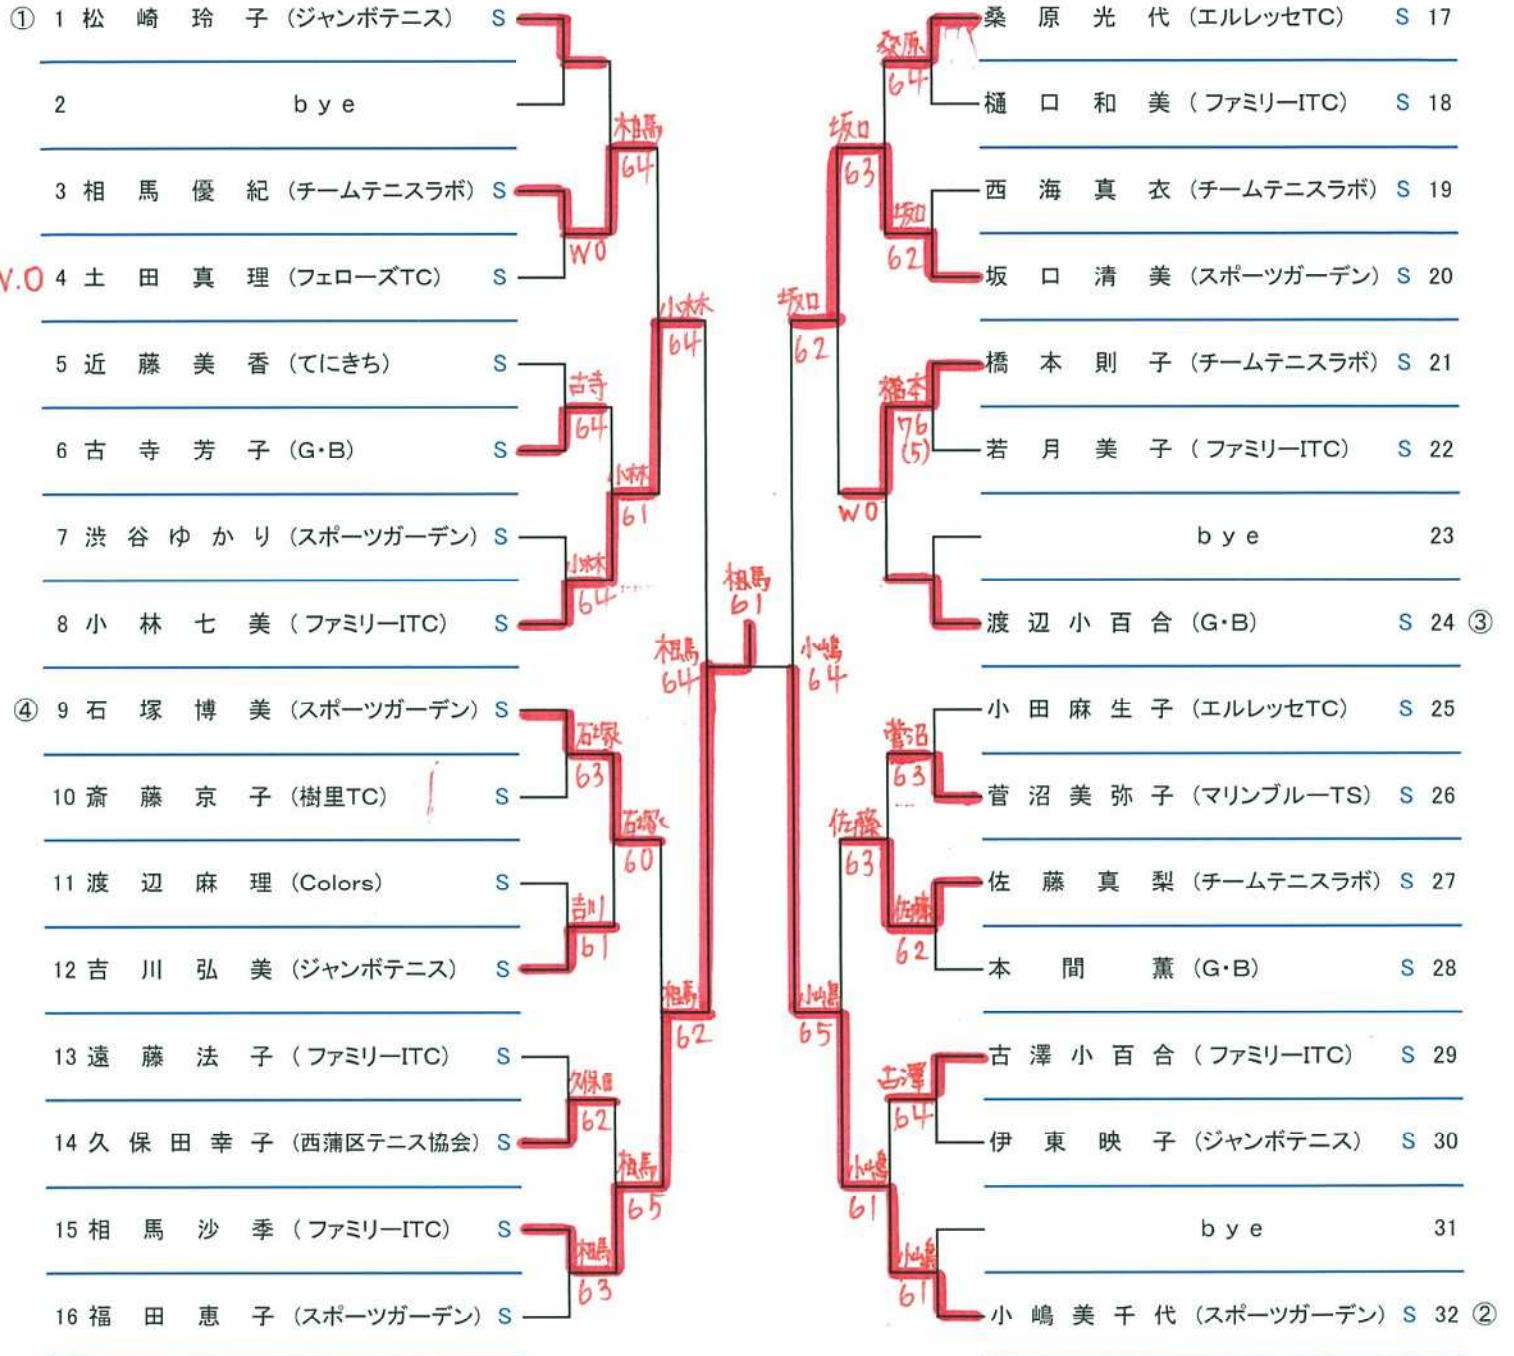 ① 1 松崎玲子 (ジャンボテニス) S
2 bye
3 相馬優紀 (チームテニスラボ) S
V.O 4 土田真理 (フェローズTC) S
5 近藤美香 (てにきち) S
6 古寺芳子 (G・B) S
7 渋谷ゆかり (スポーツガーデン) S
8 小林七美 (ファミリーITC) S
④ 9 石塚博美 (スポーツガーデン) S
10 斎藤京子 (樹里TC) S
11 渡辺麻理 (Colors) S
12 吉川弘美 (ジャンボテニス) S
13 遠藤法子 (ファミリーITC) S
14 久保田幸子 (西蒲区テニス協会) S
15 相馬沙季 (ファミリーITC) S
16 福田恵子 (スポーツガーデン) S
WO
古寺
64
小林
64
石塚
63
吉川
61
久保田
62
相馬
63
相馬
64
小林
61
石塚
60
相馬
65
小林
64
相馬
62
相馬
64
相馬
61
小嶋
64
坂口
62
小嶋
65
坂口
63
WO
佐藤
63
小嶋
61
桑原
64
坂口
62
橋本
76
(5)
菅沼
63
佐藤
62
古澤
64
小嶋
61
桑原光代 (エルレッセTC) S 17
樋口和美 (ファミリーITC) S 18
西海真衣 (チームテニスラボ) S 19
坂口清美 (スポーツガーデン) S 20
橋本則子 (チームテニスラボ) S 21
若月美子 (ファミリーITC) S 22
bye 23
渡辺小百合 (G・B) S 24 ③
小田麻生子 (エルレッセTC) S 25
菅沼美弥子 (マリンブルーTS) S 26
佐藤真梨 (チームテニスラボ) S 27
本間薫 (G・B) S 28
古澤小百合 (ファミリーITC) S 29
伊東映子 (ジャンボテニス) S 30
bye 31
小嶋美千代 (スポーツガーデン) S 32 ②